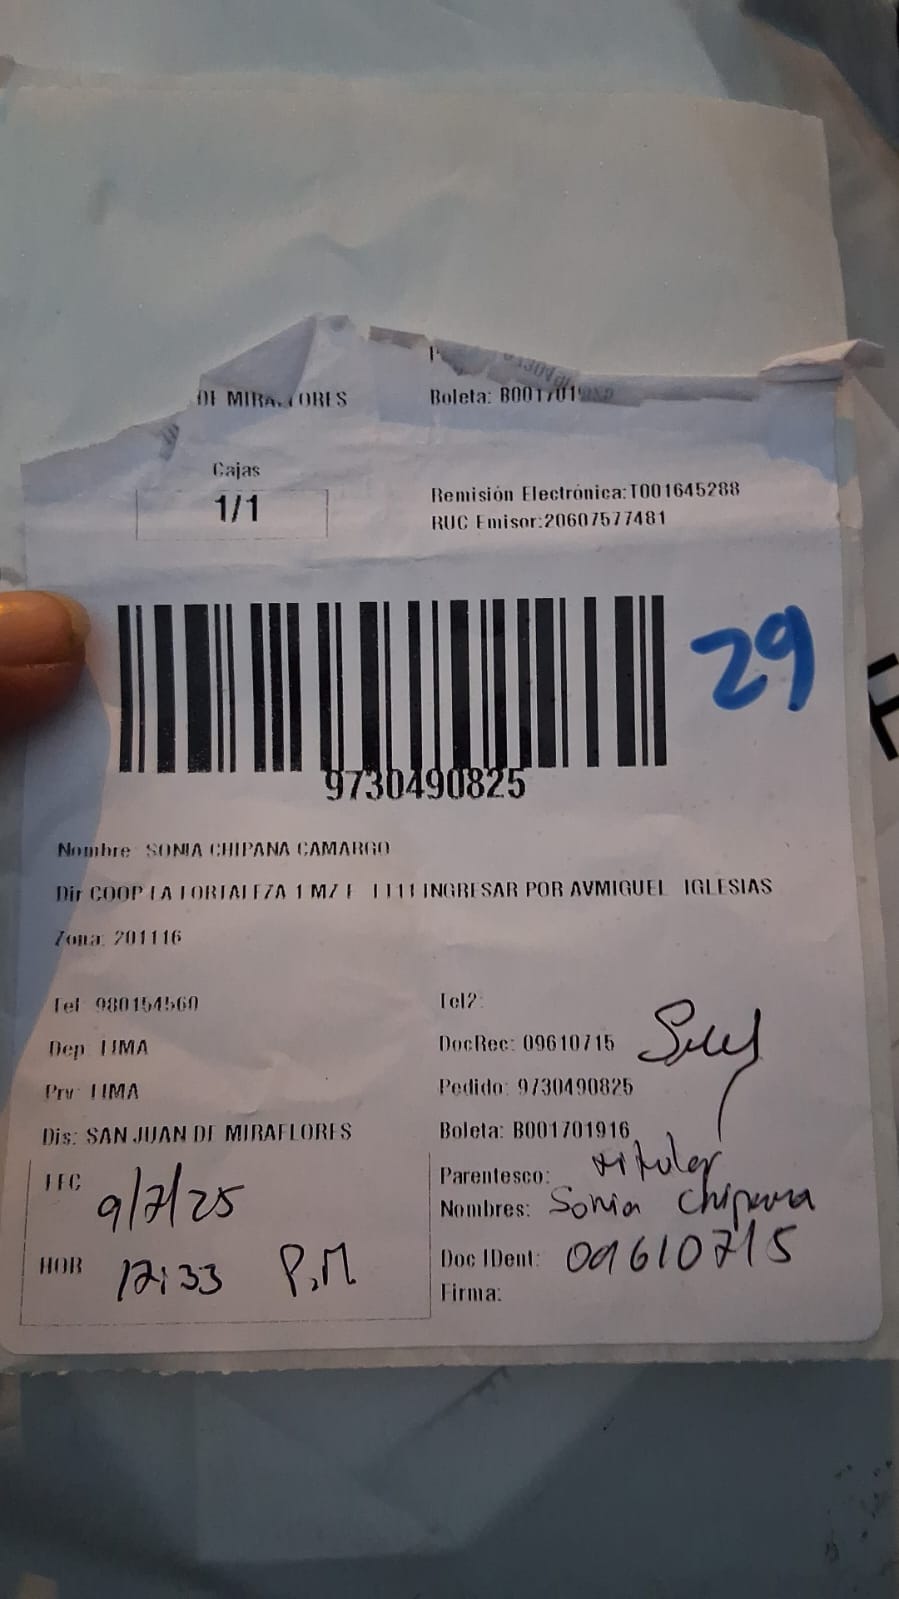 DE MIRAFLORES
Boleta: B001701
Cajas
1/1
Remisión Electrónica:T001645288
RUC Emisor:20607577481
29
9730490825
Nombre SONIA CHIPANA CAMARGO
Dir COOP LA FORTALEZA 1 MZ F LT11 INGRESAR POR AVMIGUEL IGLESIAS
Zona: 201116
Tel 980154560
Tel2:
Dep LIMA
DocRec: 09610715
Prv LIMA
Pedido: 9730490825
Dis: SAN JUAN DE MIRAFLORES
Boleta: B001701916
FEC 9/7/25
Parentesco: titular
Nombres: Sonia Chipana
HOR 12:33 P.M
Doc IDent: 09610715
Firma: